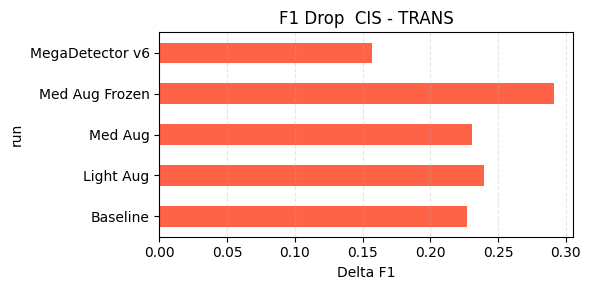 F1 Drop  CIS - TRANS
run
MegaDetector v6
Med Aug Frozen
Med Aug
Light Aug
Baseline
0.00 0.05 0.10 0.15 0.20 0.25 0.30
Delta F1